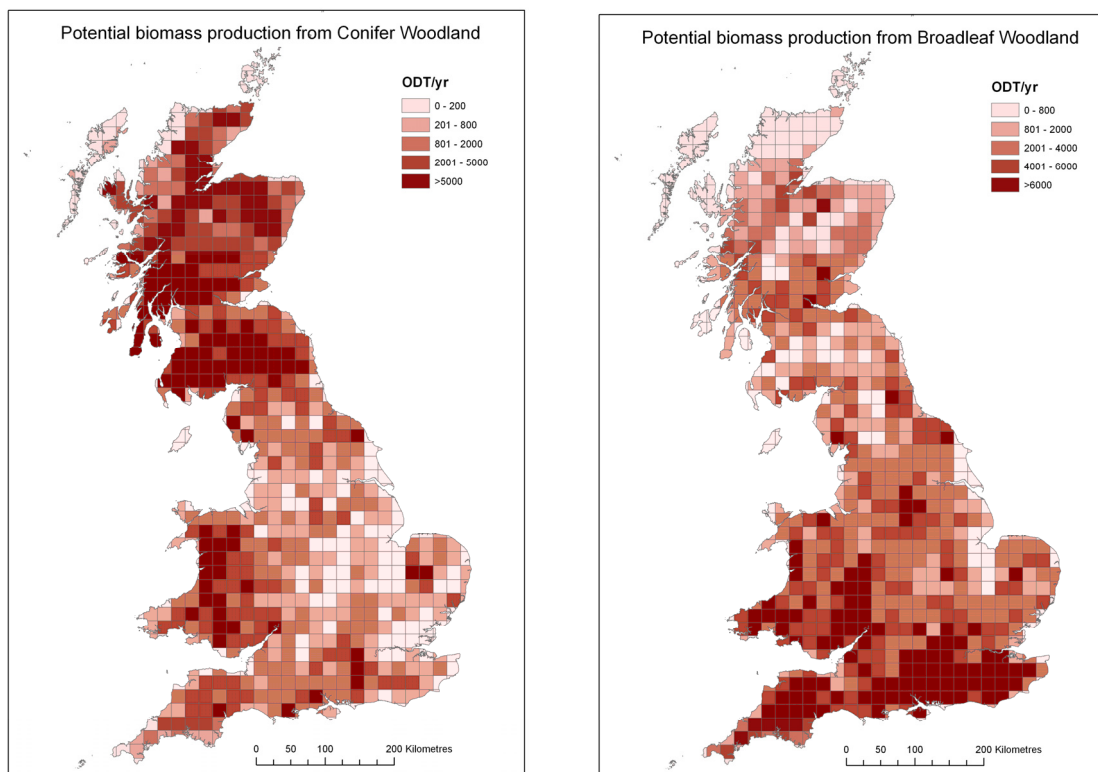 Potential biomass production from Conifer Woodland
ODT/yr
0 - 200
201 - 800
801 - 2000
2001 - 5000
>5000
0 50 100 200 Kilometres
Potential biomass production from Broadleaf Woodland
ODT/yr
0 - 800
801 - 2000
2001 - 4000
4001 - 6000
>6000
0 50 100 200 Kilometres